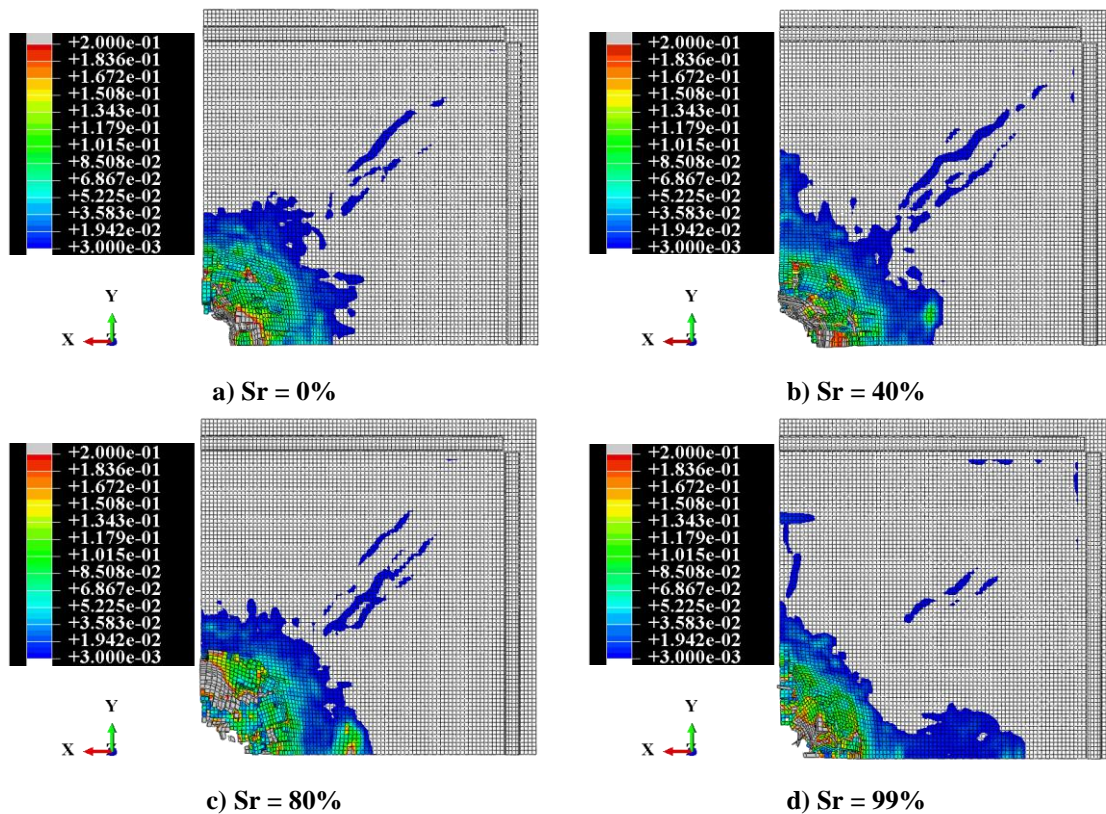 +2.000e-01
+1.836e-01
+1.672e-01
+1.508e-01
+1.343e-01
+1.179e-01
+1.015e-01
+8.508e-02
+6.867e-02
+5.225e-02
+3.583e-02
+1.942e-02
+3.000e-03
Y
X
Z
a) Sr = 0%
+2.000e-01
+1.836e-01
+1.672e-01
+1.508e-01
+1.343e-01
+1.179e-01
+1.015e-01
+8.508e-02
+6.867e-02
+5.225e-02
+3.583e-02
+1.942e-02
+3.000e-03
Y
X
Z
b) Sr = 40%
+2.000e-01
+1.836e-01
+1.672e-01
+1.508e-01
+1.343e-01
+1.179e-01
+1.015e-01
+8.508e-02
+6.867e-02
+5.225e-02
+3.583e-02
+1.942e-02
+3.000e-03
Y
X
Z
c) Sr = 80%
+2.000e-01
+1.836e-01
+1.672e-01
+1.508e-01
+1.343e-01
+1.179e-01
+1.015e-01
+8.508e-02
+6.867e-02
+5.225e-02
+3.583e-02
+1.942e-02
+3.000e-03
Y
X
Z
d) Sr = 99%